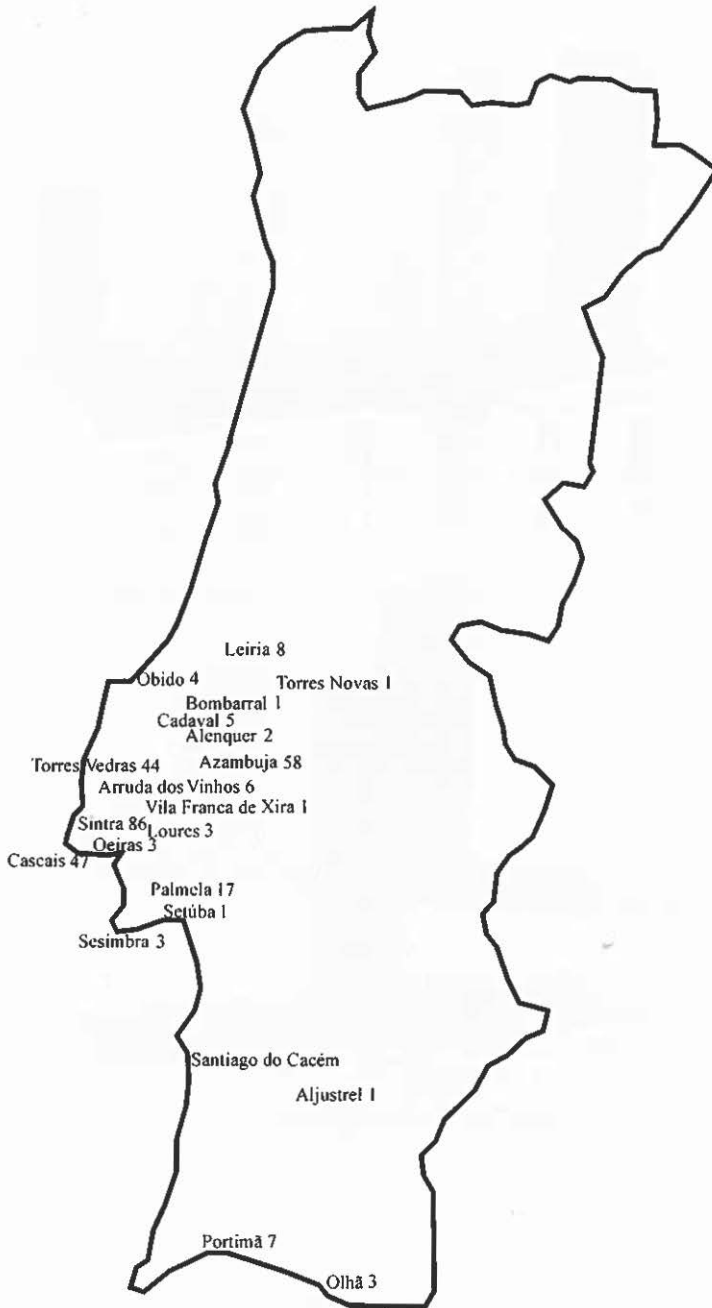 Leiria 8
Óbido 4
Torres Novas 1
Bombarral 1
Cadaval 5
Alenquer 2
Torres Vedras 44
Azambuja 58
Arruda dos Vinhos 6
Vila Franca de Xira 1
Sintra 86
Loures 3
Oeiras 3
Cascais 47
Palmela 17
Setúba 1
Sesimbra 3
Santiago do Cacém
Aljustrel 1
Portimã 7
Olhã 3